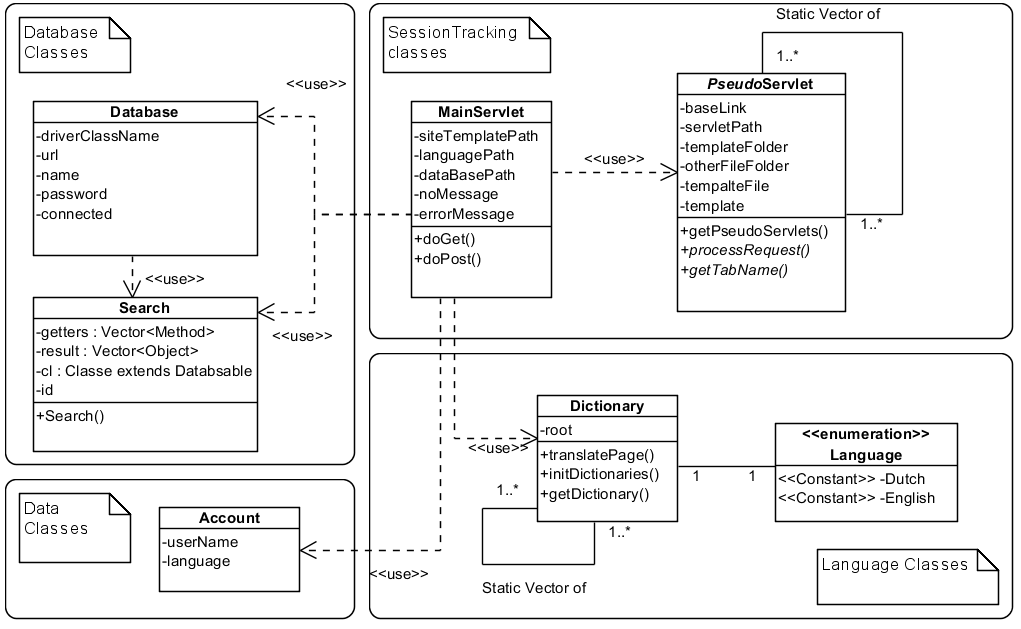 Database
Classes
<<use>>
Database
-driverClassName
-url
-name
-password
-connected
<<use>>
Search
-getters : Vector<Method>
-result : Vector<Object>
-cl : Classe extends Databsable
-id
+Search()
<<use>>
SessionTracking
classes
MainServlet
-siteTemplatePath
-languagePath
-dataBasePath
-noMessage
-errorMessage
+doGet()
+doPost()
<<use>>
Static Vector of
1..*
PseudoServlet
-baseLink
-servletPath
-templateFolder
-otherFileFolder
-tempalteFile
-template
+getPseudoServlets()
+processRequest()
+getTabName()
1..*
Data
Classes
Account
-userName
-language
<<use>>
<<use>>
Dictionary
-root
+translatePage()
+initDictionaries()
+getDictionary()
1..*
1..*
Static Vector of
1
1
<<enumeration>>
Language
<<Constant>> -Dutch
<<Constant>> -English
Language Classes